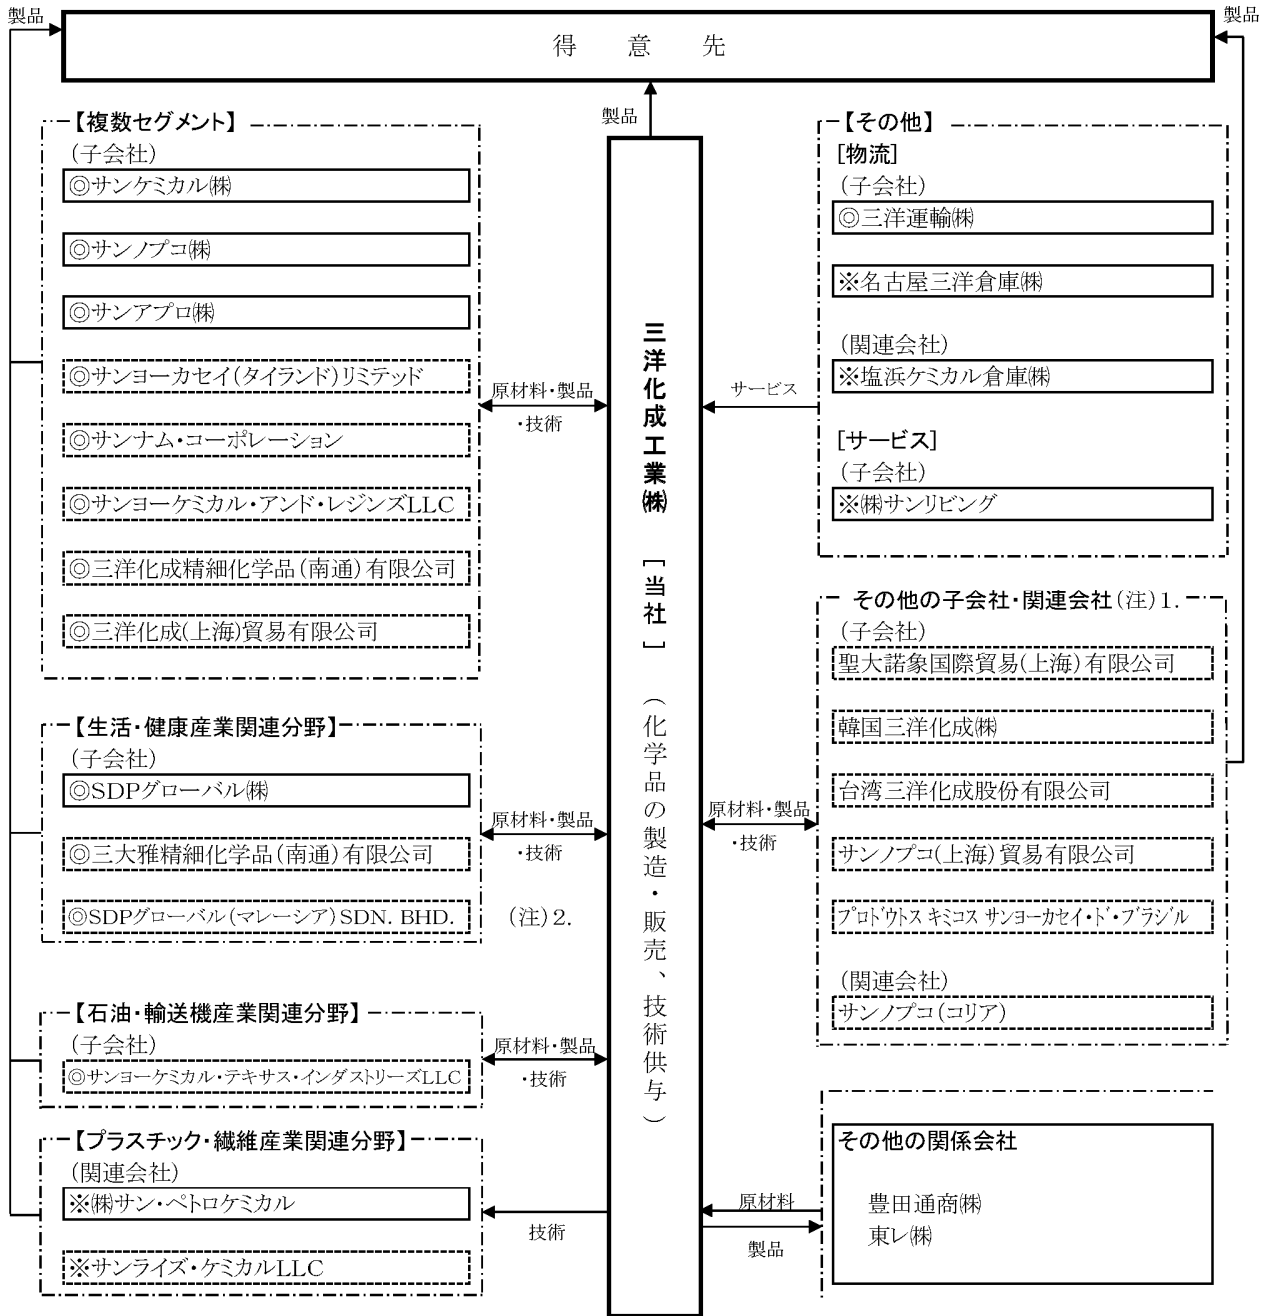 製品
製品
得意先
製品
【複数セグメント】
(子会社)
◎サンケミカル㈱
◎サンノプコ㈱
◎サンアプロ㈱
◎サンヨーカセイ(タイランド)リミテッド
◎サンナム・コーポレーション
◎サンヨーケミカル・アンド・レジンズLLC
◎三洋化成精細化学品(南通)有限公司
◎三洋化成(上海)貿易有限公司
原材料・製品
・技術
【生活・健康産業関連分野】
(子会社)
◎SDPグローバル㈱
◎三大雅精細化学品(南通)有限公司
◎SDPグローバル(マレーシア)SDN. BHD.
原材料・製品
・技術
(注)2.
【石油・輸送機産業関連分野】
(子会社)
◎サンヨーケミカル・テキサス・インダストリーズLLC
原材料・製品
・技術
【プラスチック・繊維産業関連分野】
(関連会社)
※㈱サン・ペトロケミカル
※サンライズ・ケミカルLLC
技術
三洋化成工業㈱ [当社] (化学品の製造・販売、技術供与)
【その他】
[物流]
(子会社)
◎三洋運輸㈱
※名古屋三洋倉庫㈱
(関連会社)
※塩浜ケミカル倉庫㈱
[サービス]
(子会社)
※㈱サンリビング
サービス
その他の子会社・関連会社(注)1.
(子会社)
聖大諾象国際貿易(上海)有限公司
韓国三洋化成㈱
台湾三洋化成股份有限公司
サンノプコ(上海)貿易有限公司
プロドウトス キミコス サンヨーカセイ・ド・ブラジル
(関連会社)
サンノプコ(コリア)
原材料・製品
・技術
その他の関係会社
豊田通商㈱
東レ㈱
原材料
製品